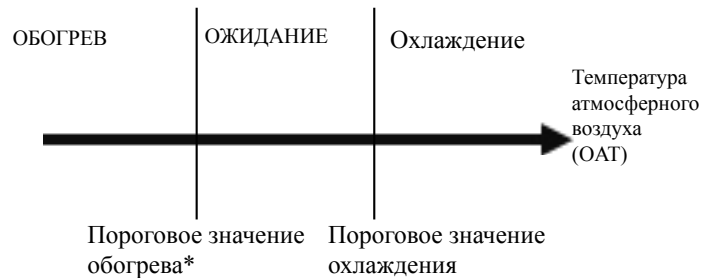 ОБОГРЕВ
ОЖИДАНИЕ
Охлаждение
Температура
атмосферного
воздуха
(OAT)
Пороговое значение
обогрева*
Пороговое значение
охлаждения